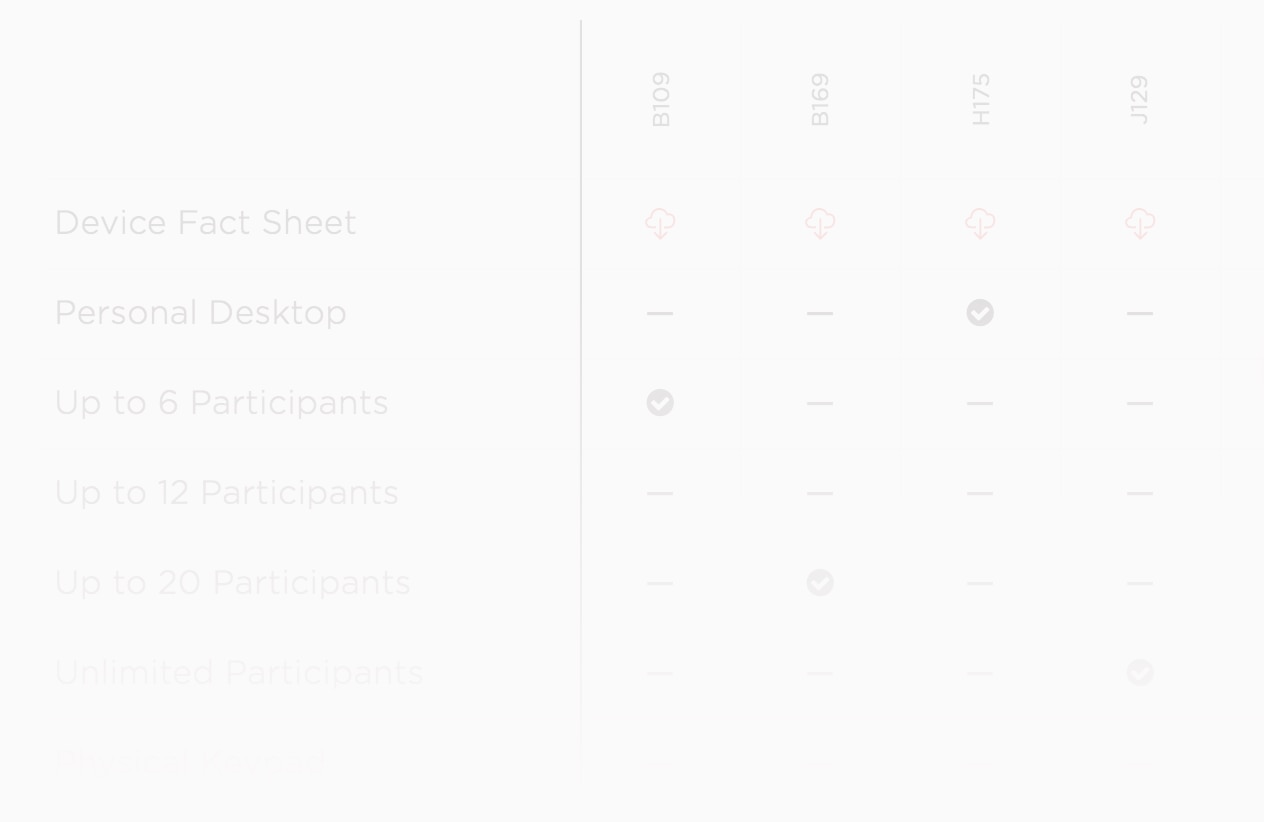 B109 B169 H175 J129
Device Fact Sheet
Personal Desktop
Up to 6 Participants
Up to 12 Participants
Up to 20 Participants
Unlimited Participants